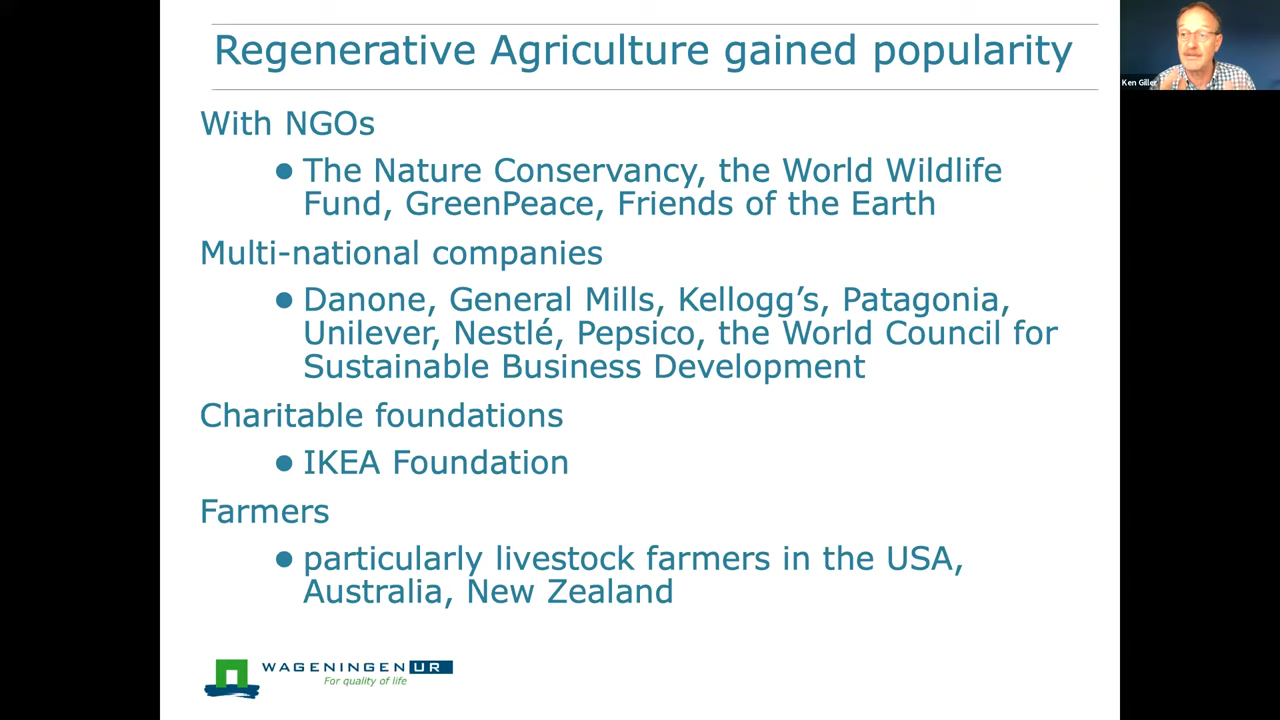 Regenerative Agriculture gained popularity
Ken Giller
With NGOs
● The Nature Conservancy, the World Wildlife
Fund, GreenPeace, Friends of the Earth
Multi-national companies
● Danone, General Mills, Kellogg’s, Patagonia,
Unilever, Nestlé, Pepsico, the World Council for
Sustainable Business Development
Charitable foundations
● IKEA Foundation
Farmers
● particularly livestock farmers in the USA,
Australia, New Zealand
WAGENINGEN UR
For quality of life